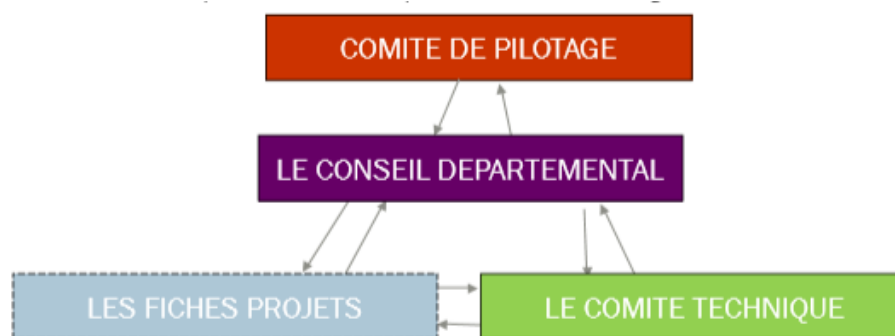 COMITE DE PILOTAGE
LE CONSEIL DEPARTEMENTAL
LES FICHES PROJETS
LE COMITE TECHNIQUE